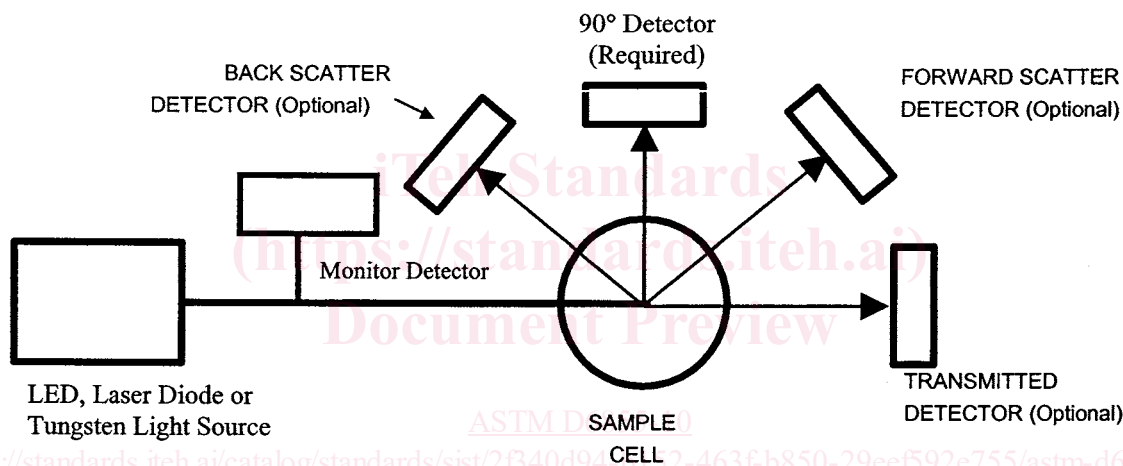 90° Detector
(Required)
BACK SCATTER
DETECTOR (Optional)
FORWARD SCATTER
DETECTOR (Optional)
iTeh Standards
(https://standards.iteh.ai)
Monitor Detector
Document Preview
LED, Laser Diode or
Tungsten Light Source
TRANSMITTED
DETECTOR (Optional)
ASTM
SAMPLE
CELL